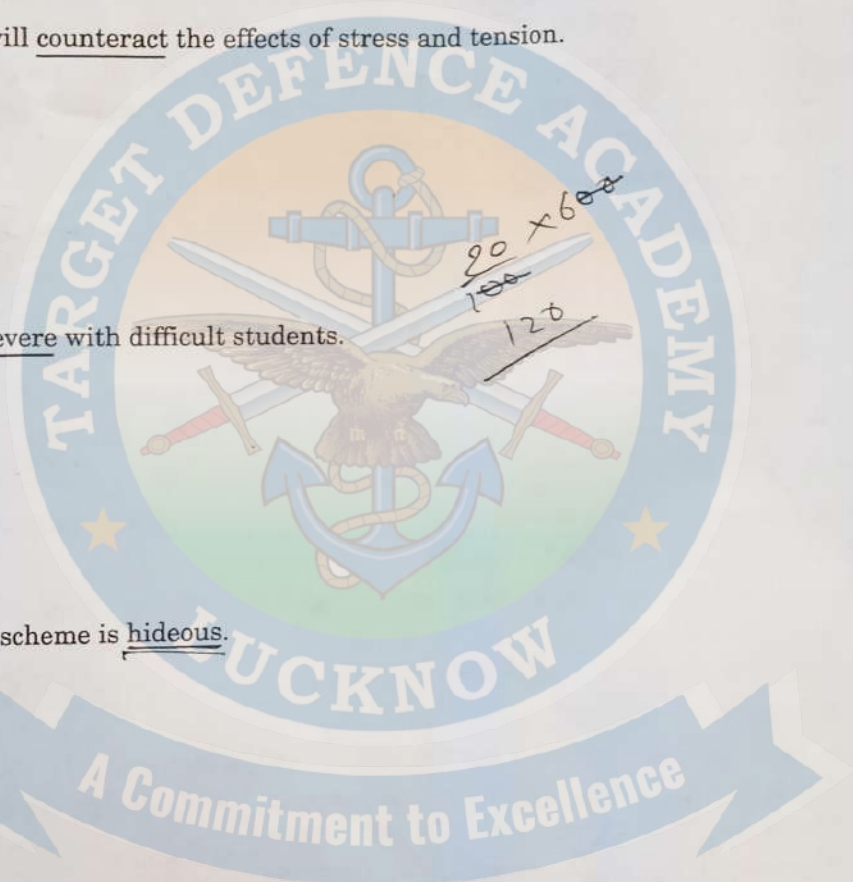 ill counteract the effects of stress and tension.
TARGET DEFENCE ACADEMY
20 × 600
100
120
evere with difficult students.
scheme is hideous.
LUCKNOW
A Commitment to Excellence